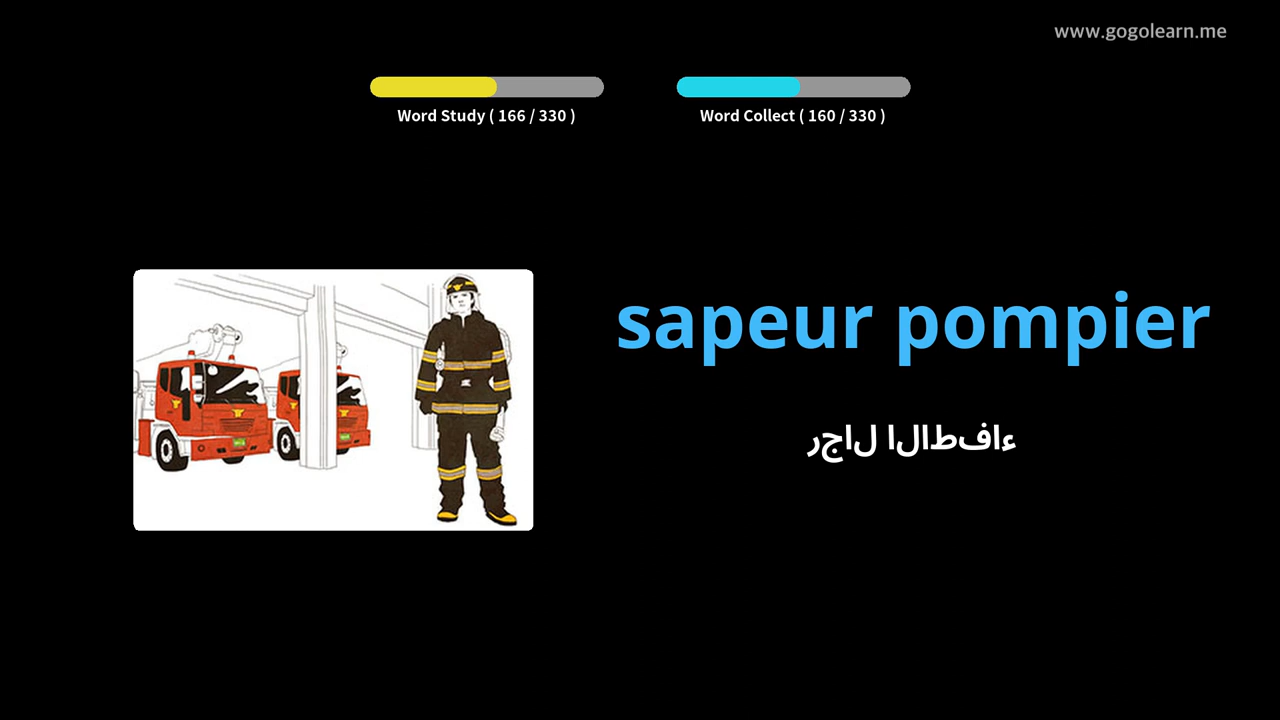 www.gogolearn.me
Word Study ( 166 / 330 )
Word Collect ( 160 / 330 )
sapeur pompier
رجال الاطفاء